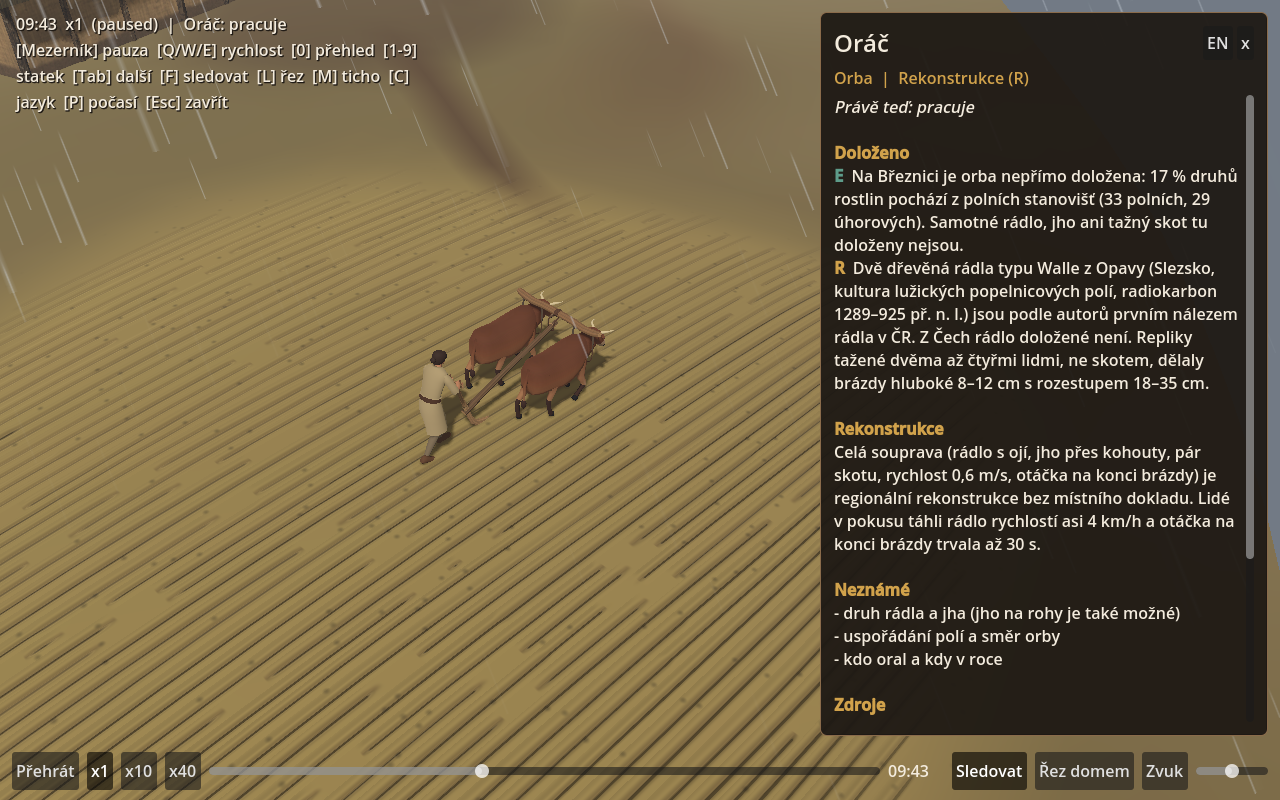 09:43  x1  (paused)  |  Oráč: pracuje
[Mezerník] pauza  [Q/W/E] rychlost  [0] přehled  [1-9]
statek  [Tab] další  [F] sledovat  [L] řez  [M] ticho  [C]
jazyk  [P] počasí  [Esc] zavřít
Oráč
EN x
Orba  |  Rekonstrukce (R)
Právě teď: pracuje
Doloženo
E Na Březnici je orba nepřímo doložena: 17 % druhů
rostlin pochází z polních stanovišť (33 polních, 29
úhorových). Samotné rádlo, jho ani tažný skot tu
doloženy nejsou.
R Dvě dřevěná rádla typu Walle z Opavy (Slezsko,
kultura lužických popelnicových polí, radiokarbon
1289–925 př. n. l.) jsou podle autorů prvním nálezem
rádla v ČR. Z Čech rádlo doložené není. Repliky
tažené dvěma až čtyřmi lidmi, ne skotem, dělaly
brázdy hluboké 8–12 cm s rozestupem 18–35 cm.
Rekonstrukce
Celá souprava (rádlo s ojí, jho přes kohouty, pár
skotu, rychlost 0,6 m/s, otáčka na konci brázdy) je
regionální rekonstrukce bez místního dokladu. Lidé
v pokusu táhli rádlo rychlostí asi 4 km/h a otáčka na
konci brázdy trvala až 30 s.
Neznámé
- druh rádla a jha (jho na rohy je také možné)
- uspořádání polí a směr orby
- kdo oral a kdy v roce
Zdroje
Přehrát x1 x10 x40 09:43 Sledovat Řez domem Zvuk